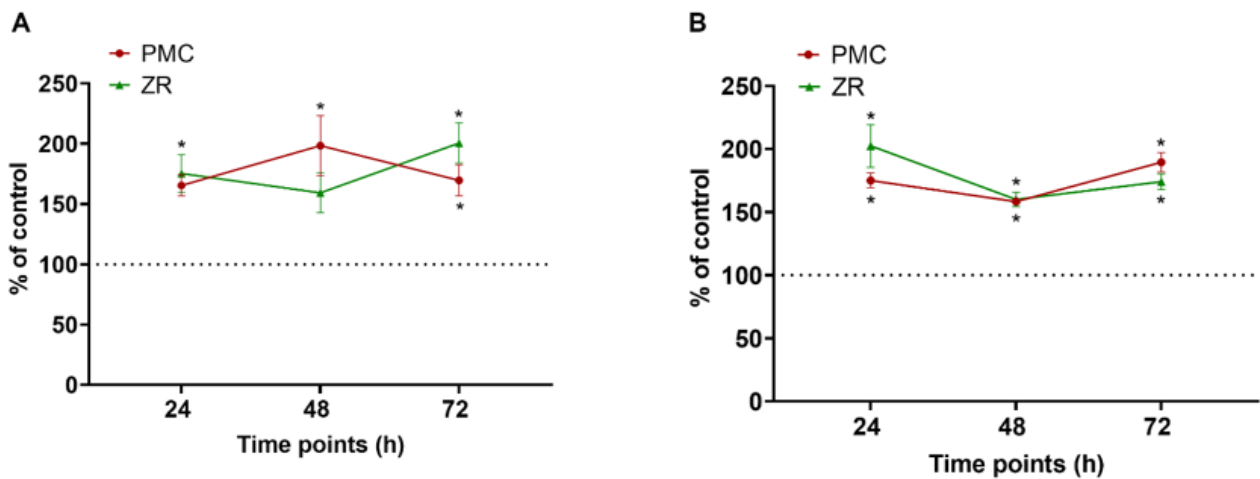 A
PMC
ZR
250
200
150
100
50
0
% of control
* * *
*
24 48 72
Time points (h)
B
PMC
ZR
250
200
150
100
50
0
% of control
* * *
* * *
24 48 72
Time points (h)